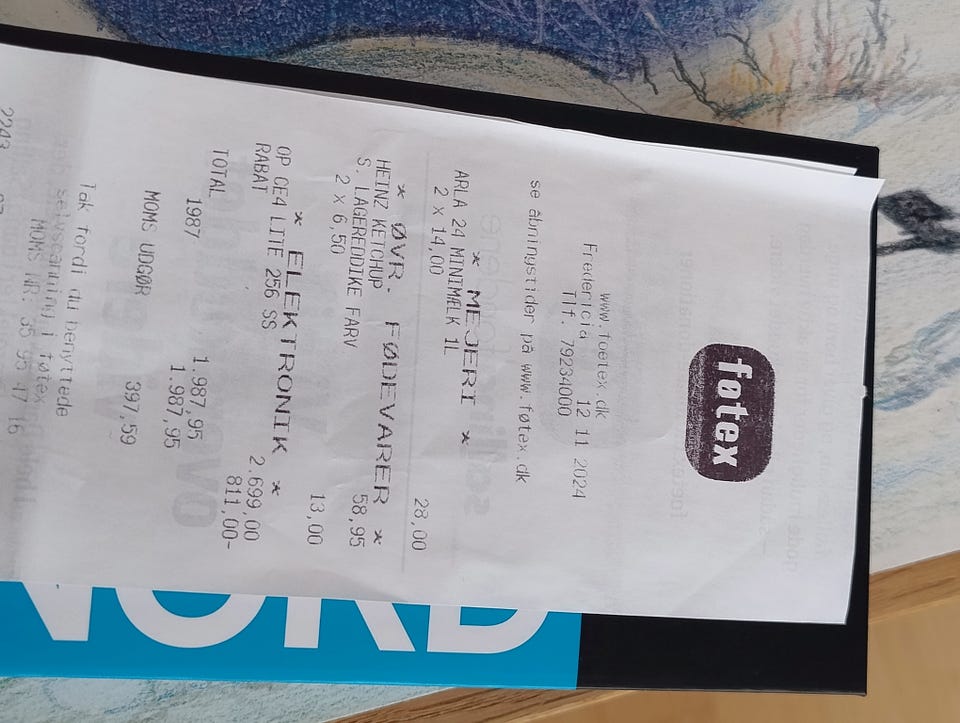 føtex
www.foetex.dk
Fredericia 12 11 2024
Tlf. 79234000
se åbningstider på www.føtex.dk
* MEJERI *
ARLA 24 MINIMÆLK 1L
2 x 14,00 28,00
* ØVR. FØDEVARER *
HEINZ KETCHUP 58,95
S. LAGEREDDIKE FARV
2 x 6,50 13,00
* ELEKTRONIK *
OP CE4 LITE 256 SS 2.699,00
RABAT 811,00-
TOTAL 1.987,95
1987 1.987,95
MOMS UDGØR 397,59
Tak fordi du benyttede
selvscanning i føtex
MOMS NR. 35 95 47 16
2243
NORD